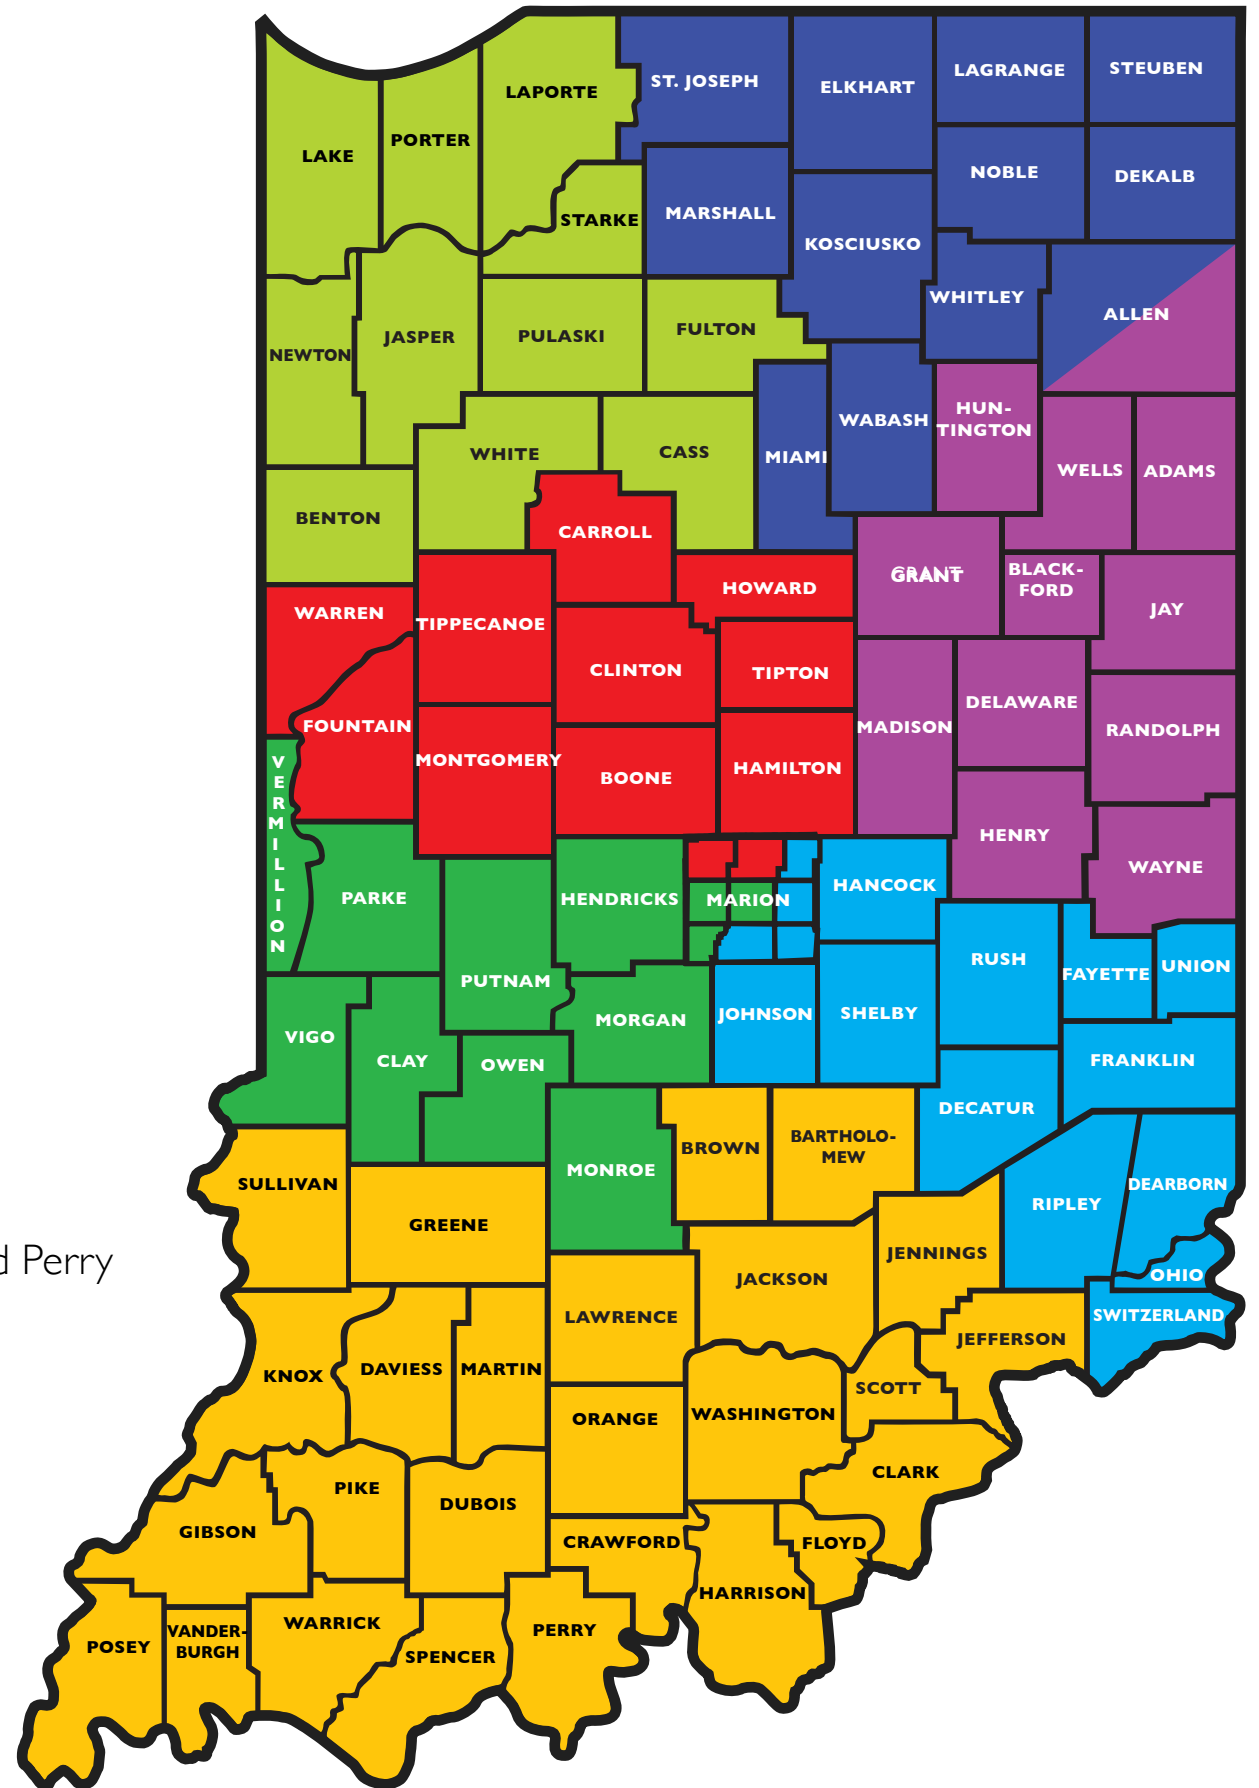 ST. JOSEPH
ELKHART
LAGRANGE
STEUBEN
LAPORTE
LAKE
PORTER
NOBLE
DEKALB
STARKE
MARSHALL
KOSCIUSKO
WHITLEY
ALLEN
NEWTON
JASPER
PULASKI
FULTON
WABASH
HUN-
TINGTON
WHITE
CASS
MIAMI
WELLS
ADAMS
BENTON
CARROLL
GRANT
BLACK-
FORD
HOWARD
JAY
WARREN
TIPPECANOE
CLINTON
TIPTON
FOUNTAIN
MADISON
DELAWARE
RANDOLPH
MONTGOMERY
BOONE
HAMILTON
HENRY
WAYNE
VERMILLION
PARKE
HENDRICKS
MARION
HANCOCK
PUTNAM
RUSH
FAYETTE
UNION
VIGO
CLAY
OWEN
MORGAN
JOHNSON
SHELBY
FRANKLIN
DECATUR
MONROE
BROWN
BARTHOLO-
MEW
SULLIVAN
GREENE
RIPLEY
DEARBORN
d Perry
JACKSON
JENNINGS
OHIO
LAWRENCE
SWITZERLAND
JEFFERSON
KNOX
DAVIESS
MARTIN
SCOTT
ORANGE
WASHINGTON
PIKE
DUBOIS
CLARK
GIBSON
CRAWFORD
FLOYD
HARRISON
POSEY
VANDER-
BURGH
WARRICK
SPENCER
PERRY